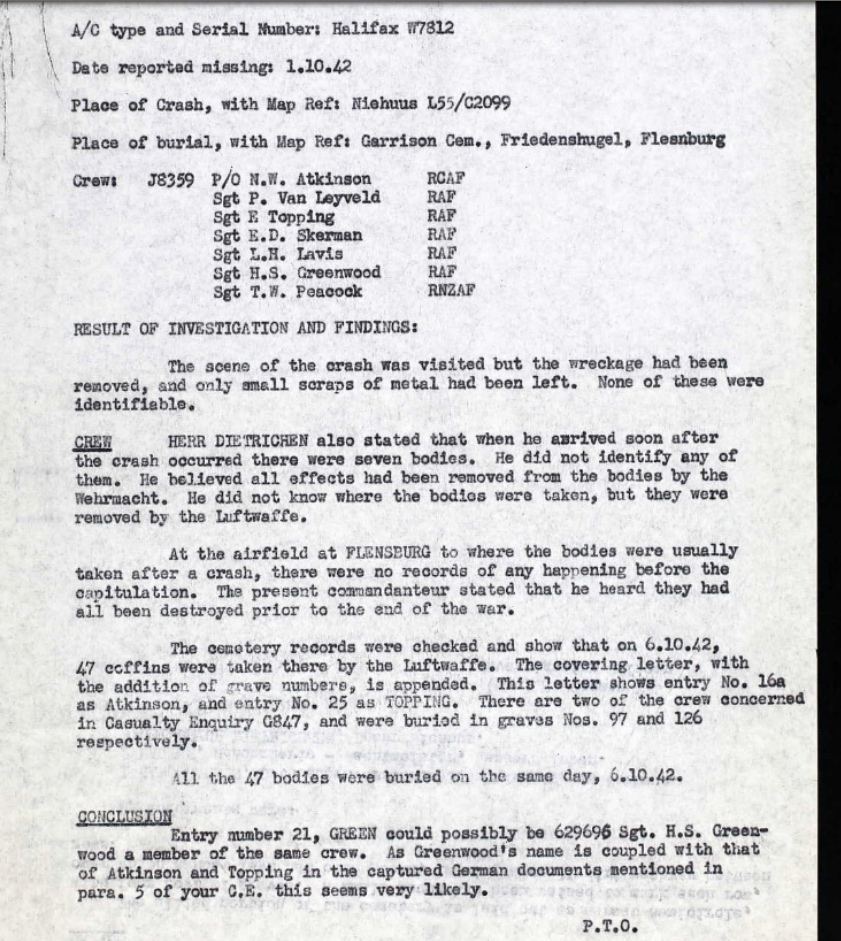 A/C type and Serial Number: Halifax W7812
Date reported missing: 1.10.42
Place of Crash, with Map Ref: Niehuus L55/C2099
Place of burial, with Map Ref: Garrison Cem., Friedenshugel, Flesnburg
Crew: J8359 P/O N.W. Atkinson RCAF
Sgt P. Van Leyveld RAF
Sgt E Topping RAF
Sgt E.D. Skerman RAF
Sgt L.H. Lavis RAF
Sgt H.S. Greenwood RAF
Sgt T.W. Peacock RNZAF
RESULT OF INVESTIGATION AND FINDINGS:
The scene of the crash was visited but the wreckage had been
removed, and only small scraps of metal had been left. None of these were
identifiable.
CREW HERR DIETRICHEN also stated that when he arrived soon after
the crash occurred there were seven bodies. He did not identify any of
them. He believed all effects had been removed from the bodies by the
Wehrmacht. He did not know where the bodies were taken, but they were
removed by the Luftwaffe.
At the airfield at FLENSBURG to where the bodies were usually
taken after a crash, there were no records of any happening before the
capitulation. The present commandanteur stated that he heard they had
all been destroyed prior to the end of the war.
The cemetery records were checked and show that on 6.10.42,
47 coffins were taken there by the Luftwaffe. The covering letter, with
the addition of grave numbers, is appended. This letter shows entry No. 16a
as Atkinson, and entry No. 25 as TOPPING. There are two of the crew concerned
in Casualty Enquiry G847, and were buried in graves Nos. 97 and 126
respectively.
All the 47 bodies were buried on the same day, 6.10.42.
CONCLUSION
Entry number 21, GREEN could possibly be 629696 Sgt. H.S. Green-
wood a member of the same crew. As Greenwood's name is coupled with that
of Atkinson and Topping in the captured German documents mentioned in
para. 5 of your C.E. this seems very likely.
P.T.O.